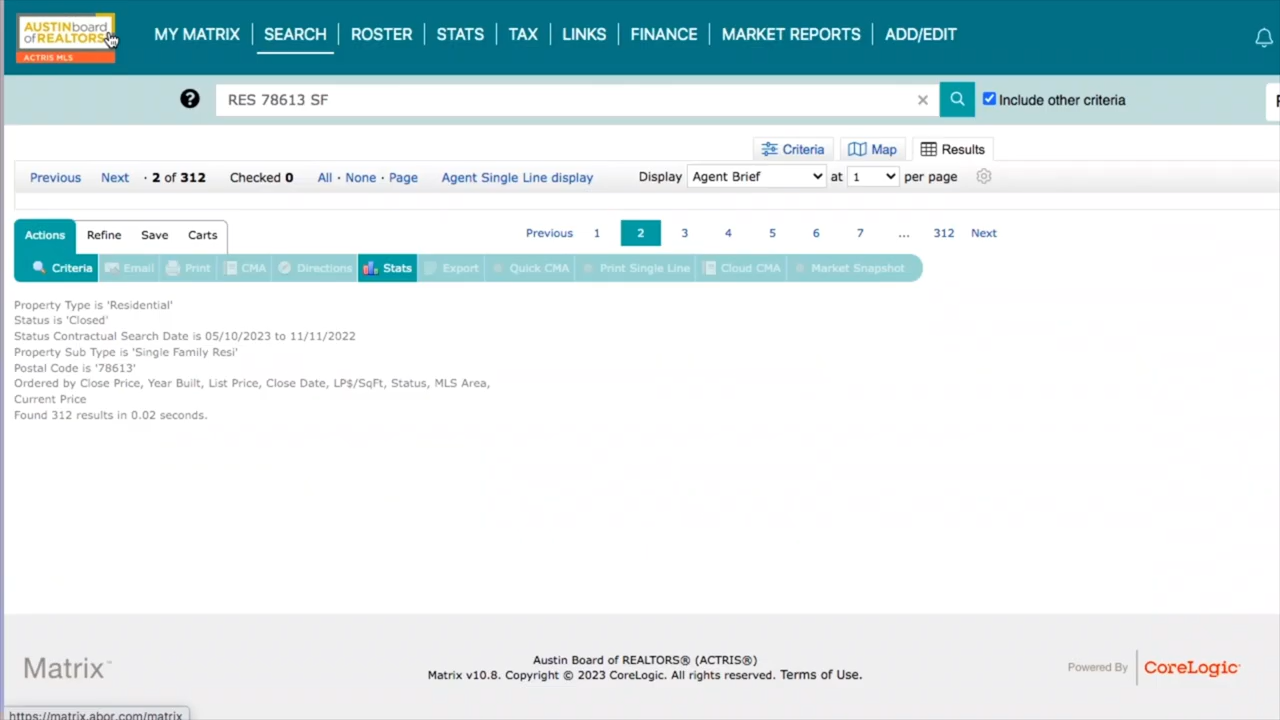 AUSTINboard
of REALTORS
ACTRIS MLS
MY MATRIX SEARCH ROSTER STATS TAX LINKS FINANCE MARKET REPORTS ADD/EDIT
RES 78613 SF
Include other criteria
Criteria Map Results
Previous Next · 2 of 312 Checked 0 All · None · Page Agent Single Line display Display Agent Brief at 1 per page
Actions Refine Save Carts
Previous 1 2 3 4 5 6 7 ... 312 Next
Criteria Email Print CMA Directions Stats Export Quick CMA Print Single Line Cloud CMA Market Snapshot
Property Type is 'Residential'
Status is 'Closed'
Status Contractual Search Date is 05/10/2023 to 11/11/2022
Property Sub Type is 'Single Family Resi'
Postal Code is '78613'
Ordered by Close Price, Year Built, List Price, Close Date, LP$/SqFt, Status, MLS Area,
Current Price
Found 312 results in 0.02 seconds.
Matrix™
Austin Board of REALTORS® (ACTRIS®)
Matrix v10.8. Copyright © 2023 CoreLogic. All rights reserved. Terms of Use.
Powered By CoreLogic
https://matrix.abor.com/matrix